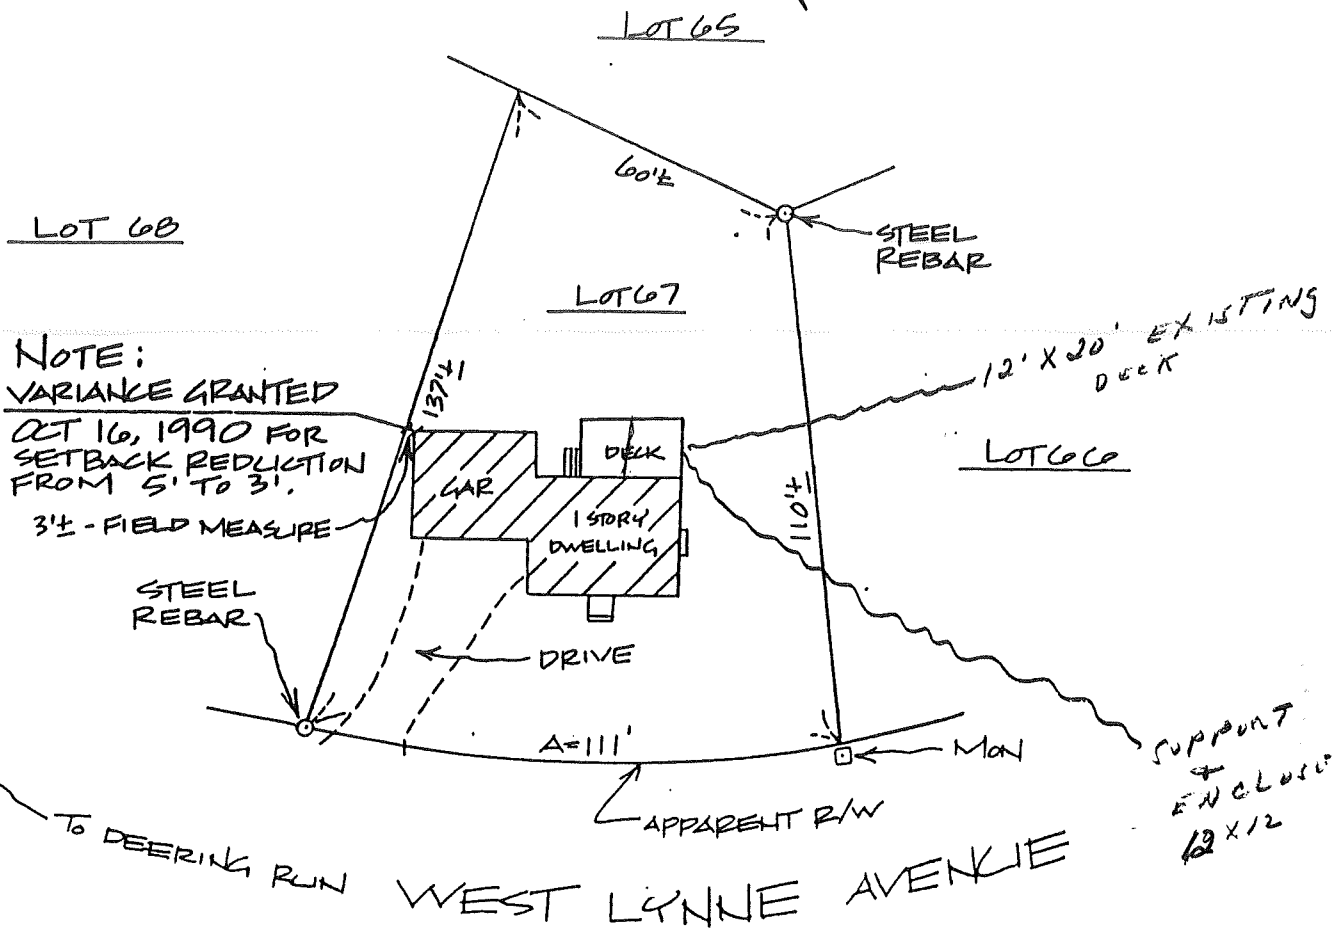 LOT 65
60'±
LOT 68
STEEL
REBAR
LOT 67
12' X 20' EXISTING
DECK
NOTE:
VARIANCE GRANTED
OCT 16, 1990 FOR
SETBACK REDUCTION
FROM 5' TO 3'.
3'± - FIELD MEASURE
137'±
GAR
DECK
1 STORY
DWELLING
110'±
LOT 66
STEEL
REBAR
DRIVE
A=111'
MON
APPARENT R/W
SUPPORT
+
ENCLOSE
12 X 12
TO DEERING RUN
WEST LYNNE AVENUE